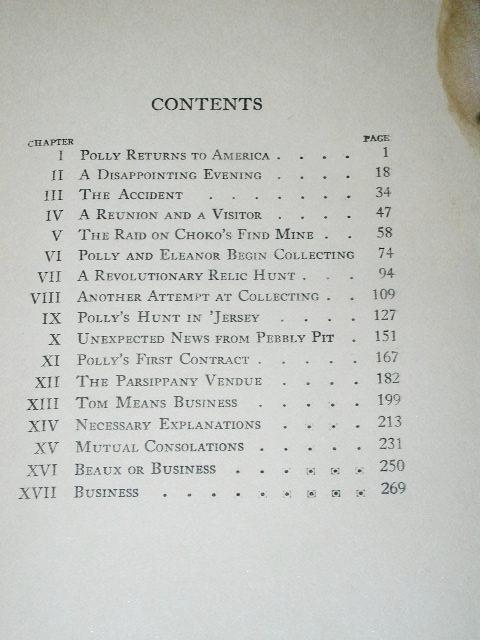 CONTENTS
CHAPTER PAGE
I POLLY RETURNS TO AMERICA . . . . 1
II A DISAPPOINTING EVENING . . . . 18
III THE ACCIDENT . . . . . . . 34
IV A REUNION AND A VISITOR . . . . 47
V THE RAID ON CHOKO'S FIND MINE . . 58
VI POLLY AND ELEANOR BEGIN COLLECTING 74
VII A REVOLUTIONARY RELIC HUNT . . . 94
VIII ANOTHER ATTEMPT AT COLLECTING . . 109
IX POLLY'S HUNT IN 'JERSEY . . . . 127
X UNEXPECTED NEWS FROM PEBBLY PIT . 151
XI POLLY'S FIRST CONTRACT . . . . . 167
XII THE PARSIPPANY VENDUE . . . . 182
XIII TOM MEANS BUSINESS . . . . . 199
XIV NECESSARY EXPLANATIONS . . . . 213
XV MUTUAL CONSOLATIONS . . . . . 231
XVI BEAUX OR BUSINESS . . . . . . 250
XVII BUSINESS . . . . . . . . . 269